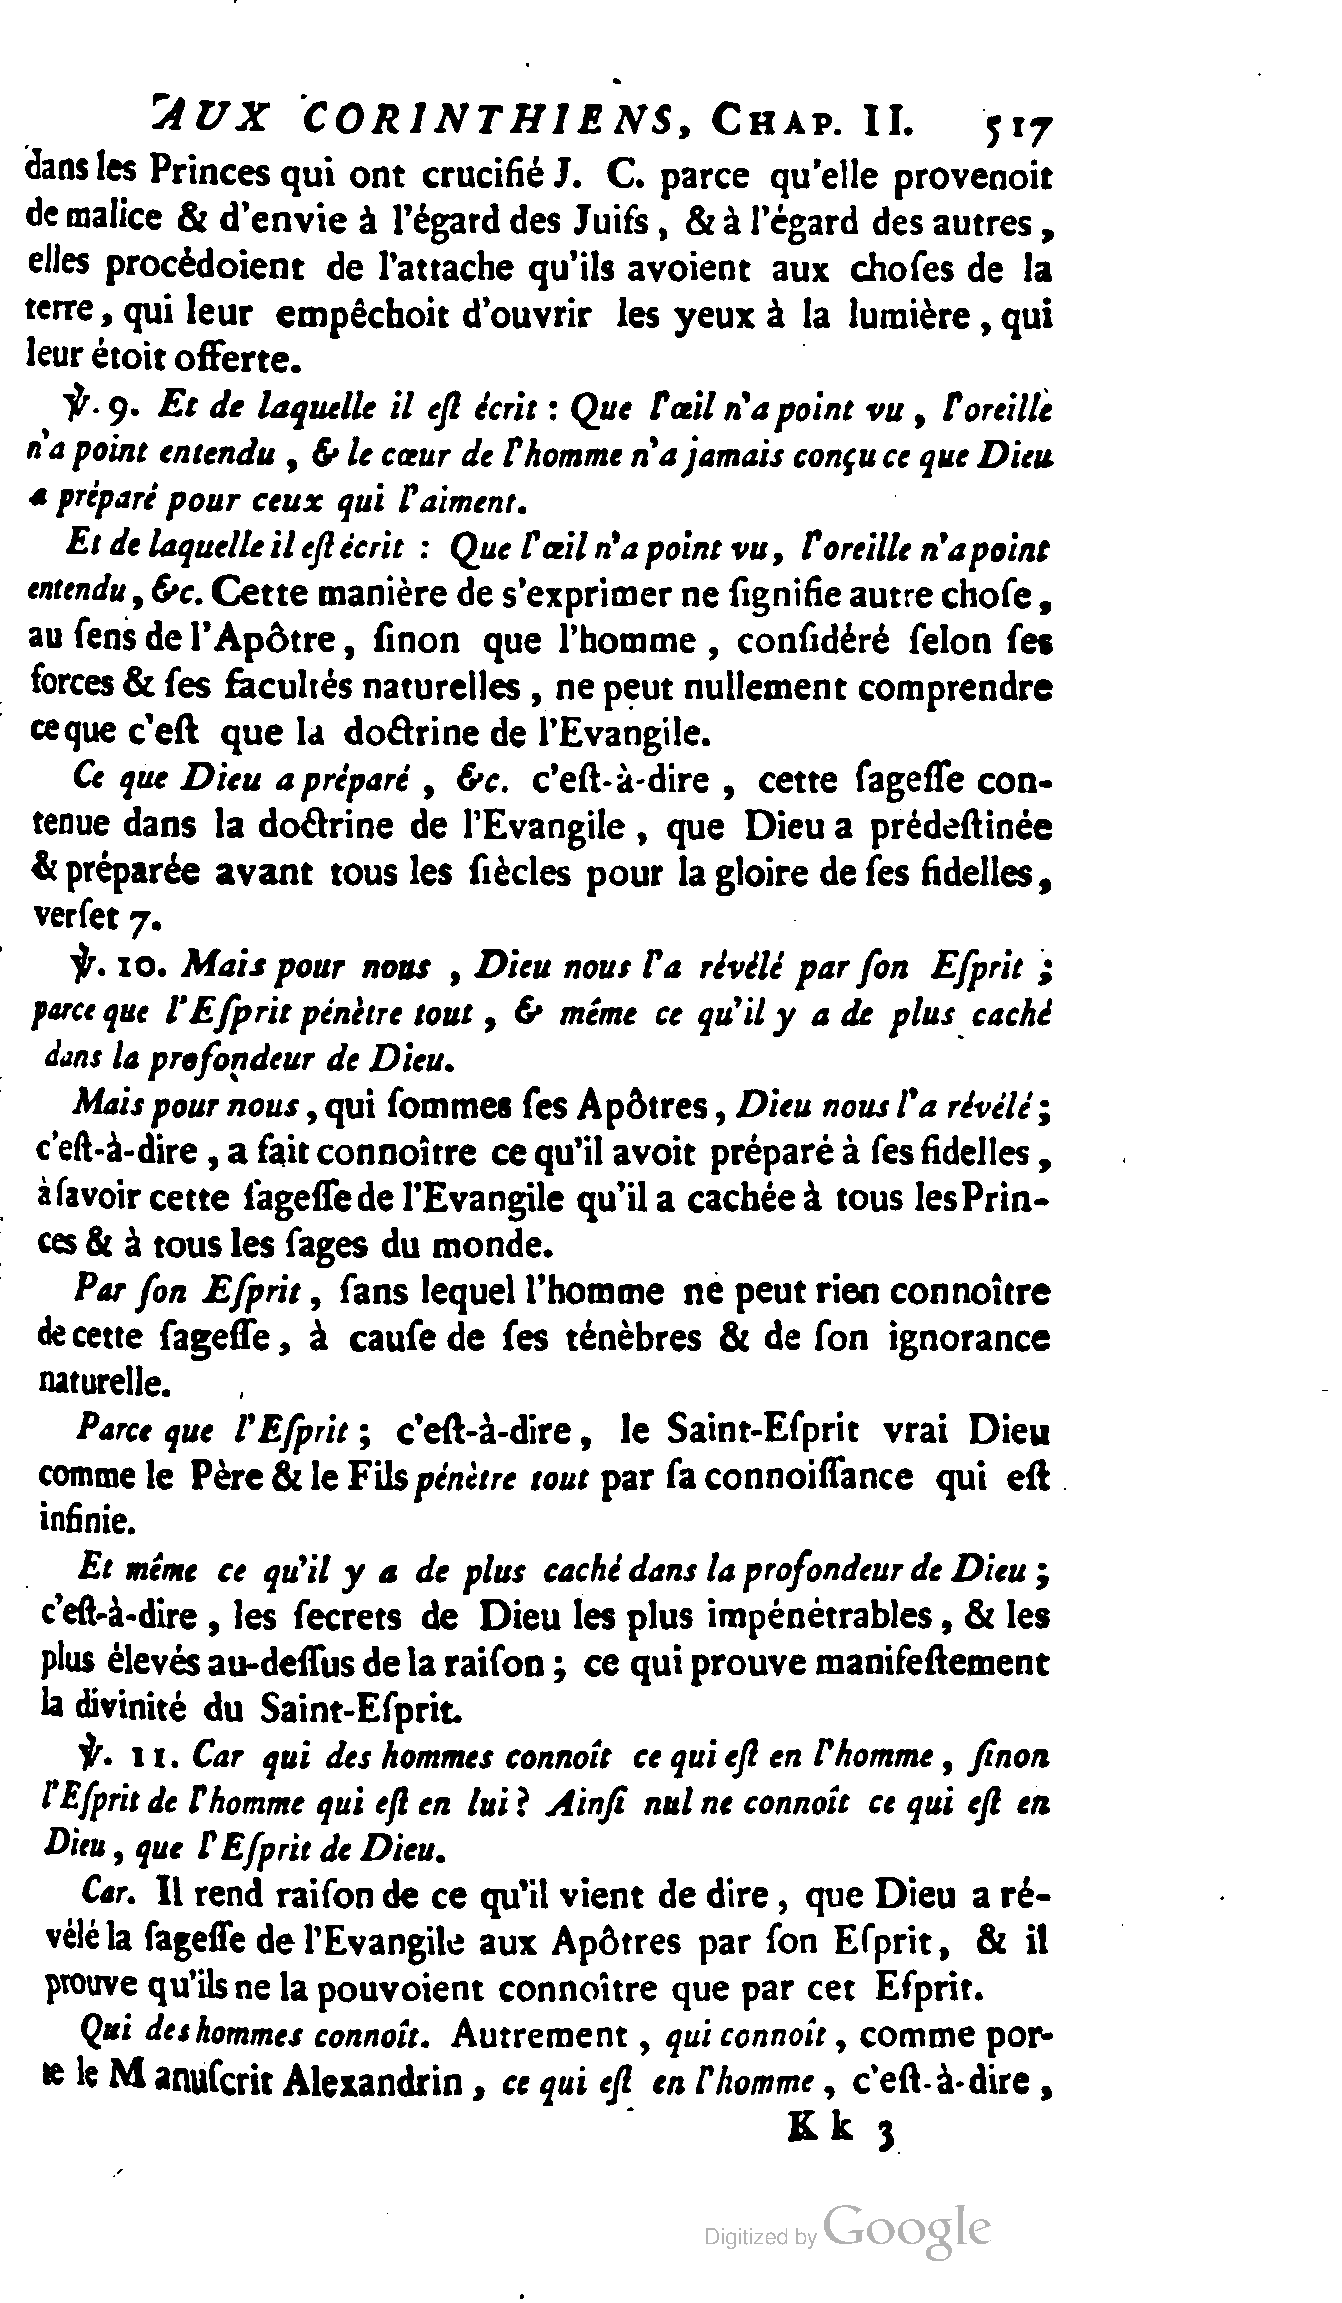 AUX CORINTHIENS, CHAP. II. 517
dans les Princes qui ont crucifié J. C. parce qu'elle provenoit
de malice & d'envie à l'égard des Juifs, & à l'égard des autres,
elles procédoient de l'attache qu'ils avoient aux choſes de la
terre, qui leur empêchoit d'ouvrir les yeux à la lumière, qui
leur étoit offerte.
℣. 9. Et de laquelle il eſt écrit : Que l'œil n'a point vu, l'oreille
n'a point entendu, & le cœur de l'homme n'a jamais conçu ce que Dieu
a préparé pour ceux qui l'aiment.
Et de laquelle il eſt écrit : Que l'œil n'a point vu, l'oreille n'a point
entendu, &c. Cette manière de s'exprimer ne ſignifie autre choſe,
au ſens de l'Apôtre, ſinon que l'homme, conſidéré ſelon ſes
forces & ſes facultés naturelles, ne peut nullement comprendre
ce que c'eſt que la doctrine de l'Evangile.
Ce que Dieu a préparé, &c. c'eſt-à-dire, cette ſageſſe con-
tenue dans la doctrine de l'Evangile, que Dieu a prédeſtinée
& préparée avant tous les ſiècles pour la gloire de ſes fidelles,
verſet 7.
℣. 10. Mais pour nous, Dieu nous l'a révélé par ſon Eſprit ;
parce que l'Eſprit pénètre tout, & même ce qu'il y a de plus caché
dans la profondeur de Dieu.
Mais pour nous, qui ſommes ſes Apôtres, Dieu nous l'a révélé ;
c'eſt-à-dire, a fait connoître ce qu'il avoit préparé à ſes fidelles,
à ſavoir cette ſageſſe de l'Evangile qu'il a cachée à tous les Prin-
ces & à tous les ſages du monde.
Par ſon Eſprit, ſans lequel l'homme ne peut rien connoître
de cette ſageſſe, à cauſe de ſes ténèbres & de ſon ignorance
naturelle.
Parce que l'Eſprit ; c'eſt-à-dire, le Saint-Eſprit vrai Dieu
comme le Père & le Fils pénètre tout par ſa connoiſſance qui eſt
infinie.
Et même ce qu'il y a de plus caché dans la profondeur de Dieu ;
c'eſt-à-dire, les ſecrets de Dieu les plus impénétrables, & les
plus élevés au-deſſus de la raiſon ; ce qui prouve manifeſtement
la divinité du Saint-Eſprit.
℣. 11. Car qui des hommes connoît ce qui eſt en l'homme, ſinon
l'Eſprit de l'homme qui eſt en lui ? Ainſi nul ne connoît ce qui eſt en
Dieu, que l'Eſprit de Dieu.
Car. Il rend raiſon de ce qu'il vient de dire, que Dieu a ré-
vélé la ſageſſe de l'Evangile aux Apôtres par ſon Eſprit, & il
prouve qu'ils ne la pouvoient connoître que par cet Eſprit.
Qui des hommes connoît. Autrement, qui connoît, comme por-
te le Manuſcrit Alexandrin, ce qui eſt en l'homme, c'eſt-à-dire,
Kk 3
Digitized by Google